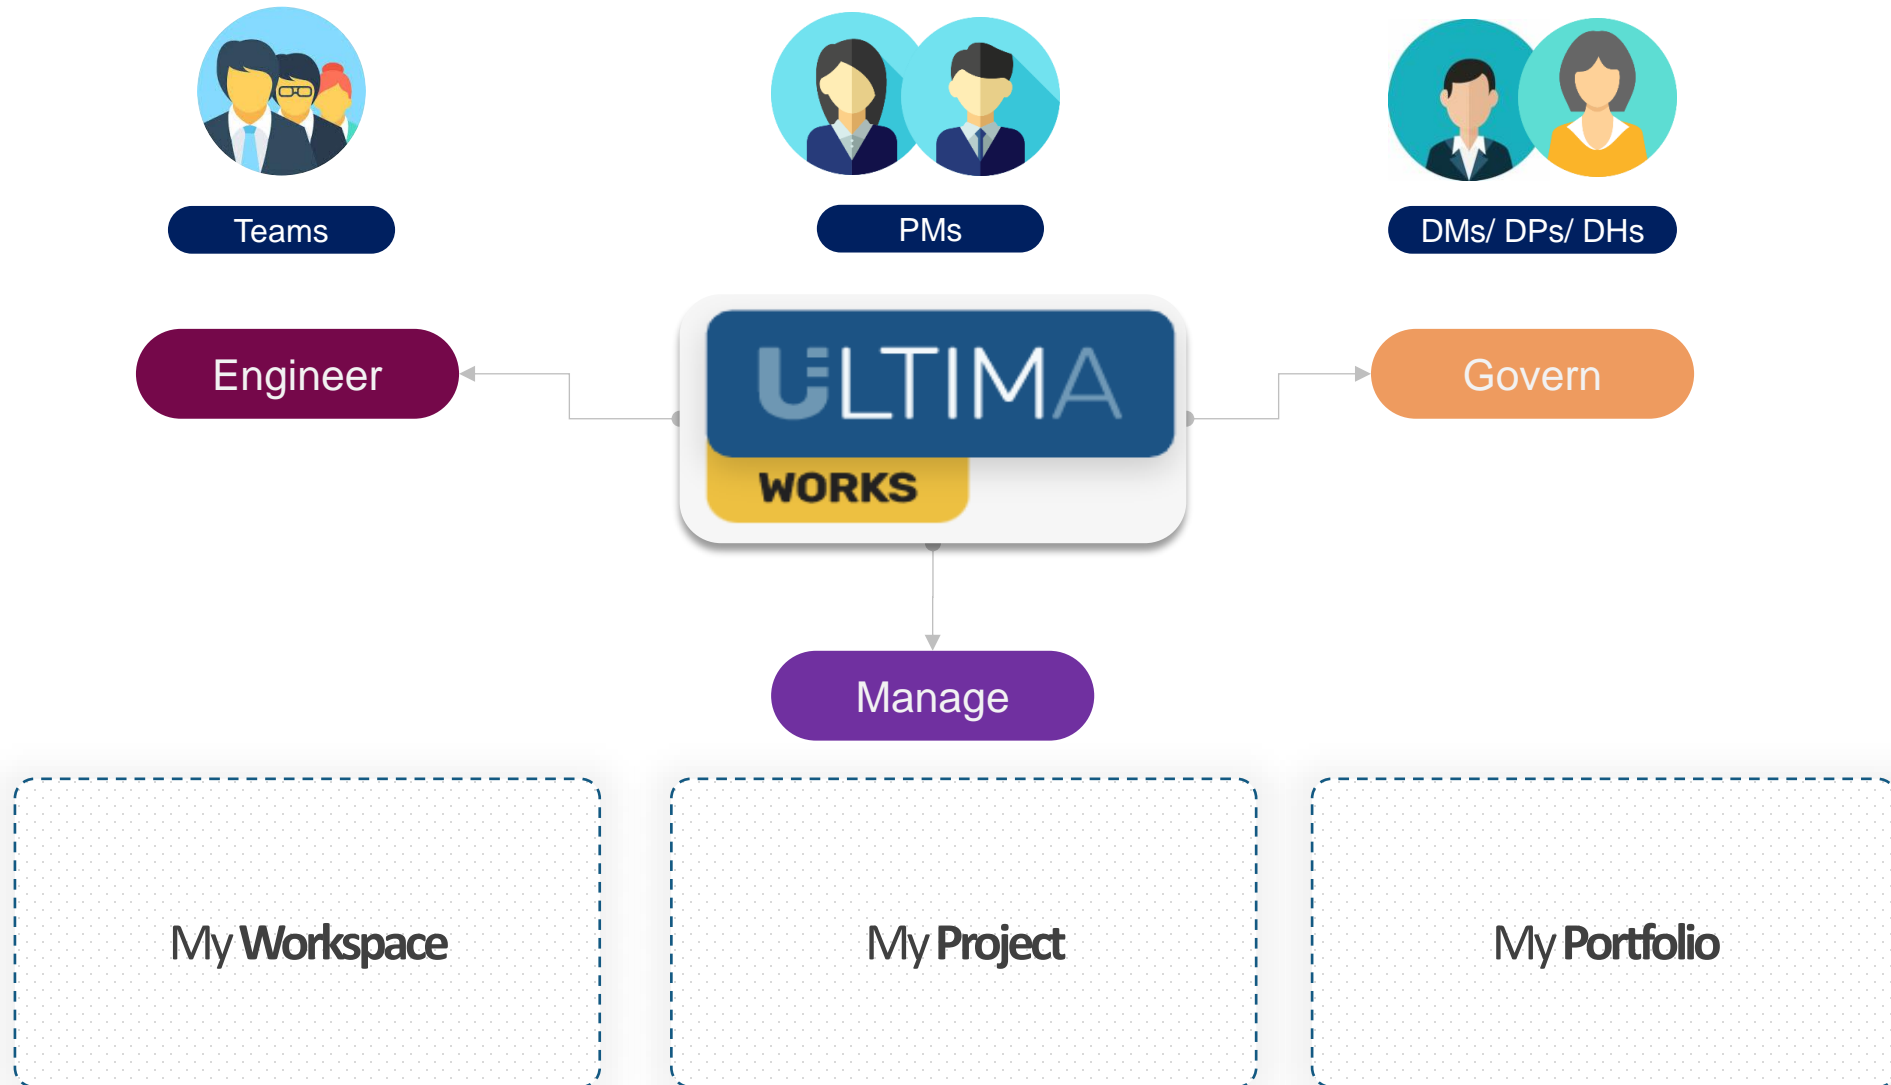 Teams
PMs
DMs/ DPs/ DHs
Engineer
ULTIMA
WORKS
Govern
Manage
My Workspace
My Project
My Portfolio